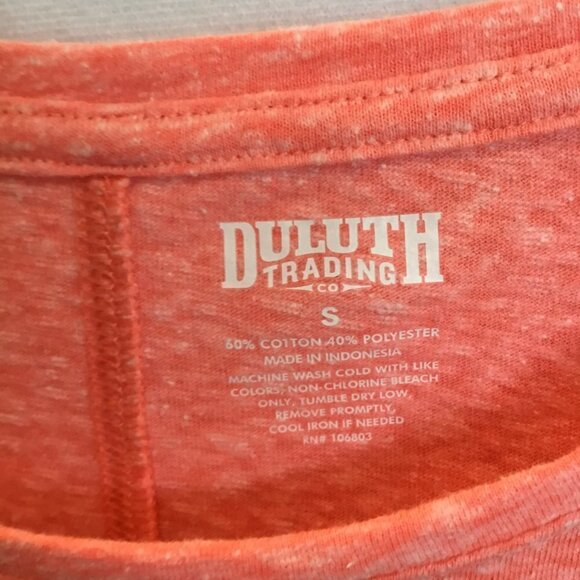 DULUTH
TRADING
CO
S
60% COTTON 40% POLYESTER
MADE IN INDONESIA
MACHINE WASH COLD WITH LIKE
COLORS, NON-CHLORINE BLEACH
ONLY, TUMBLE DRY LOW,
REMOVE PROMPTLY,
COOL IRON IF NEEDED
RN# 106803